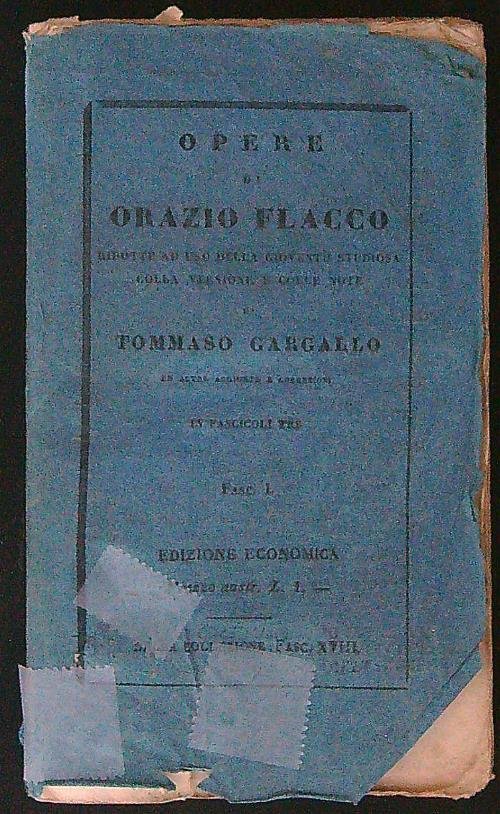 OPERE
DI
ORAZIO FLACCO
RIDOTTE AD USO DELLA GIOVENTÙ STUDIOSA
COLLA VERSIONE E COLLE NOTE
DI
TOMMASO GARGALLO
ED ALTRE AGGIUNTE E CORREZIONI
IN FASCICOLI TRE
FASC. I.
EDIZIONE ECONOMICA
Prezzo austr. L. 1. —
COLLEZIONE FASC. XVIII.